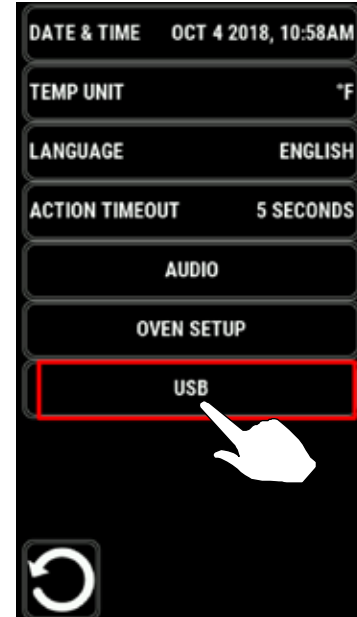 DATE & TIME OCT 4 2018, 10:58AM
TEMP UNIT °F
LANGUAGE ENGLISH
ACTION TIMEOUT 5 SECONDS
AUDIO
OVEN SETUP
USB